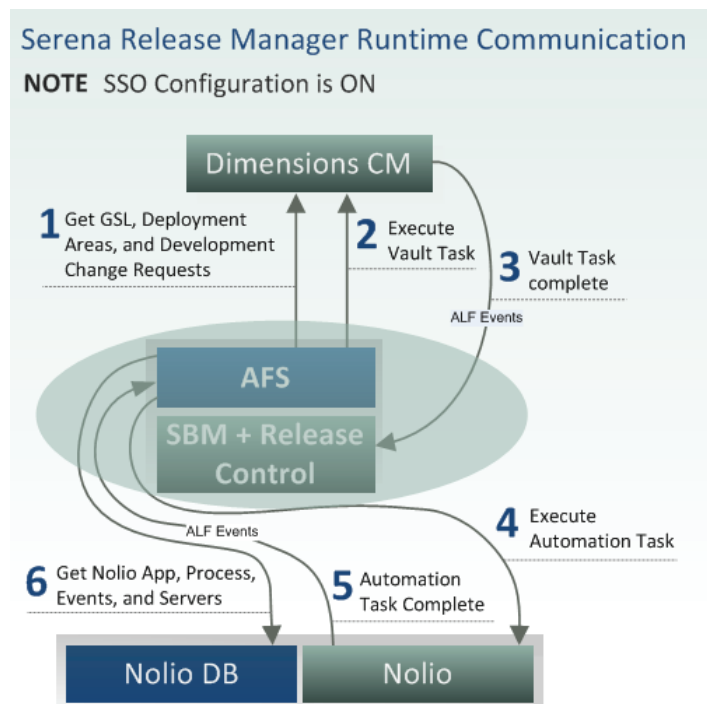 Serena Release Manager Runtime Communication
NOTE SSO Configuration is ON
Dimensions CM
1 Get GSL, Deployment
Areas, and Development
Change Requests
2 Execute
Vault Task
3 Vault Task
complete
ALF Events
AFS
SBM + Release
Control
4 Execute
Automation Task
ALF Events
6 Get Nolio App, Process,
Events, and Servers
5 Automation
Task Complete
Nolio DB
Nolio